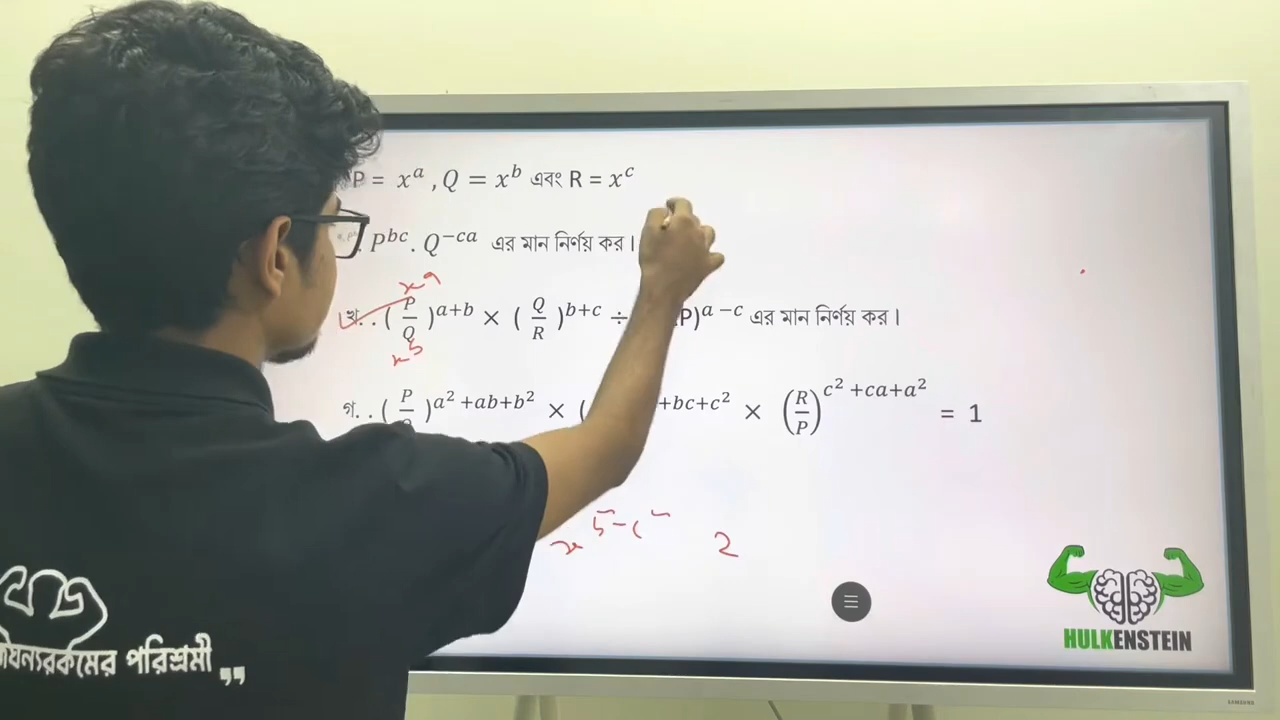 P = x^a , Q = x^b এবং R = x^c
P^bc . Q^−ca এর মান নির্ণয় কর।
x^a
খ. . ( P/Q )^a+b × ( Q/R )^b+c ÷ P)^a −c এর মান নির্ণয় কর।
x^b
গ. . ( P )^a² +ab+b² × ( +bc+c² × (R/P)^c² +ca+a² = 1
2
পরিশ্রমী ,,
HULKENSTEIN
SAMSUNG